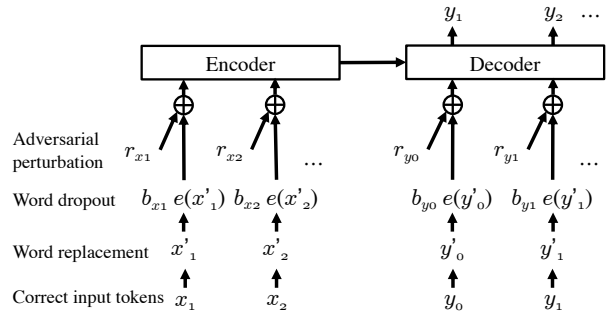 y₁ y₂ ...
Encoder Decoder
Adversarial perturbation r_x1 r_x2 ... r_y0 r_y1 ...
Word dropout b_x1 e(x'₁) b_x2 e(x'₂) b_y0 e(y'₀) b_y1 e(y'₁)
Word replacement x'₁ x'₂ y'₀ y'₁
Correct input tokens x₁ x₂ y₀ y₁